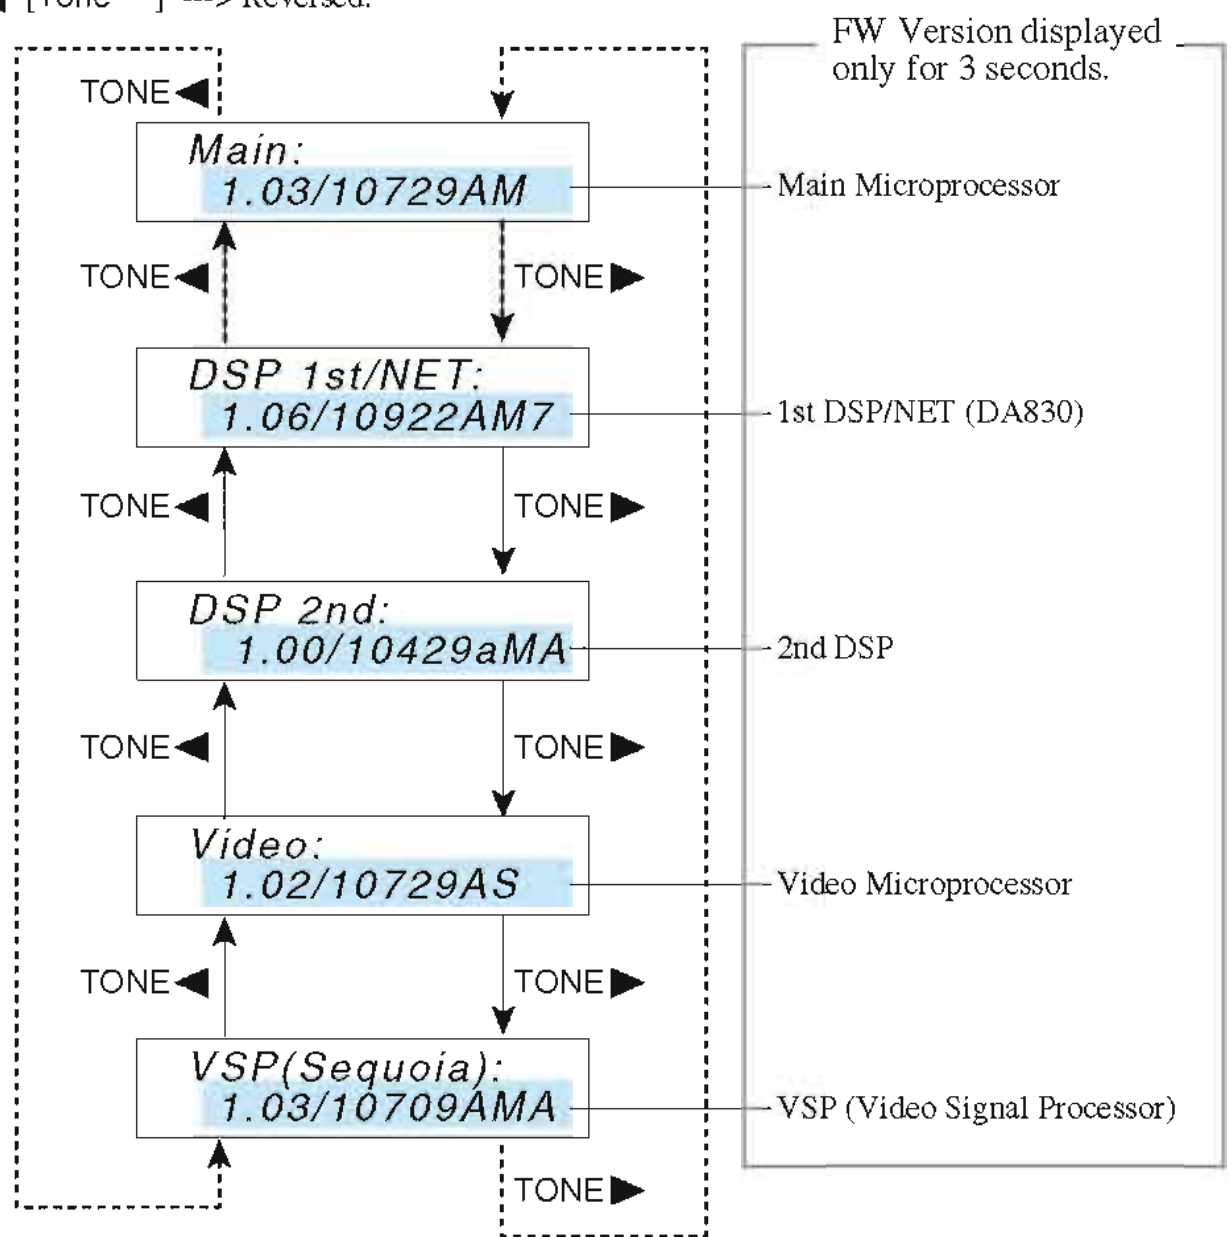 [Tone ] ---> Reversed.
FW Version displayed
only for 3 seconds.
TONE◀
Main:
1.03/10729AM
Main Microprocessor
TONE◀
TONE▶
DSP 1st/NET:
1.06/10922AM7
1st DSP/NET (DA830)
TONE◀
TONE▶
DSP 2nd:
1.00/10429aMA
2nd DSP
TONE◀
TONE▶
Video:
1.02/10729AS
Video Microprocessor
TONE◀
TONE▶
VSP(Sequoia):
1.03/10709AMA
VSP (Video Signal Processor)
TONE▶